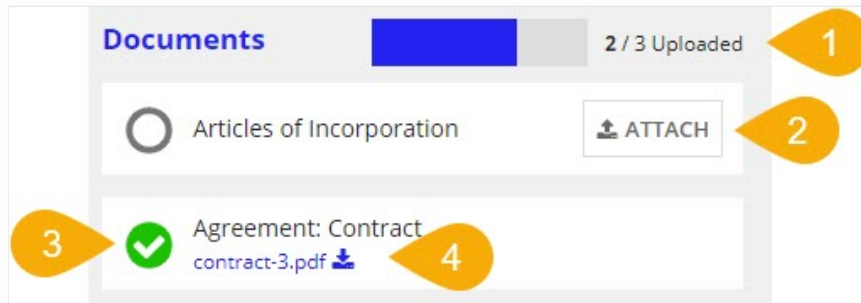 Documents
2 / 3 Uploaded
1
Articles of Incorporation
ATTACH
2
3
Agreement: Contract
contract-3.pdf
4